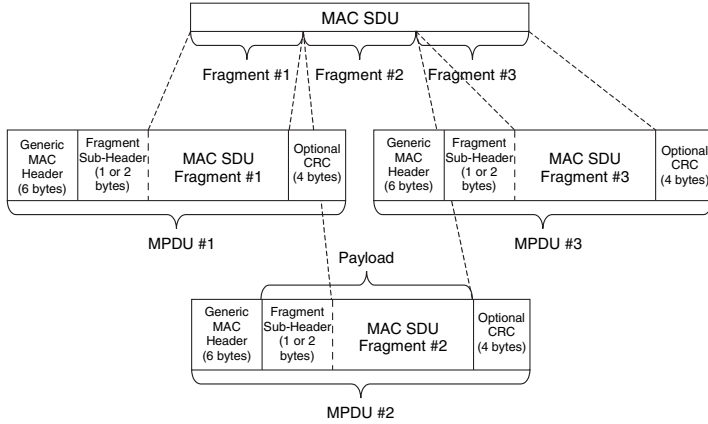 MAC SDU
Fragment #1
Fragment #2
Fragment #3
Generic
MAC
Header
(6 bytes)
Fragment
Sub-Header
(1 or 2
bytes)
MAC SDU
Fragment #1
Optional
CRC
(4 bytes)
MPDU #1
Generic
MAC
Header
(6 bytes)
Fragment
Sub-Header
(1 or 2
bytes)
MAC SDU
Fragment #3
Optional
CRC
(4 bytes)
MPDU #3
Payload
Generic
MAC
Header
(6 bytes)
Fragment
Sub-Header
(1 or 2
bytes)
MAC SDU
Fragment #2
Optional
CRC
(4 bytes)
MPDU #2